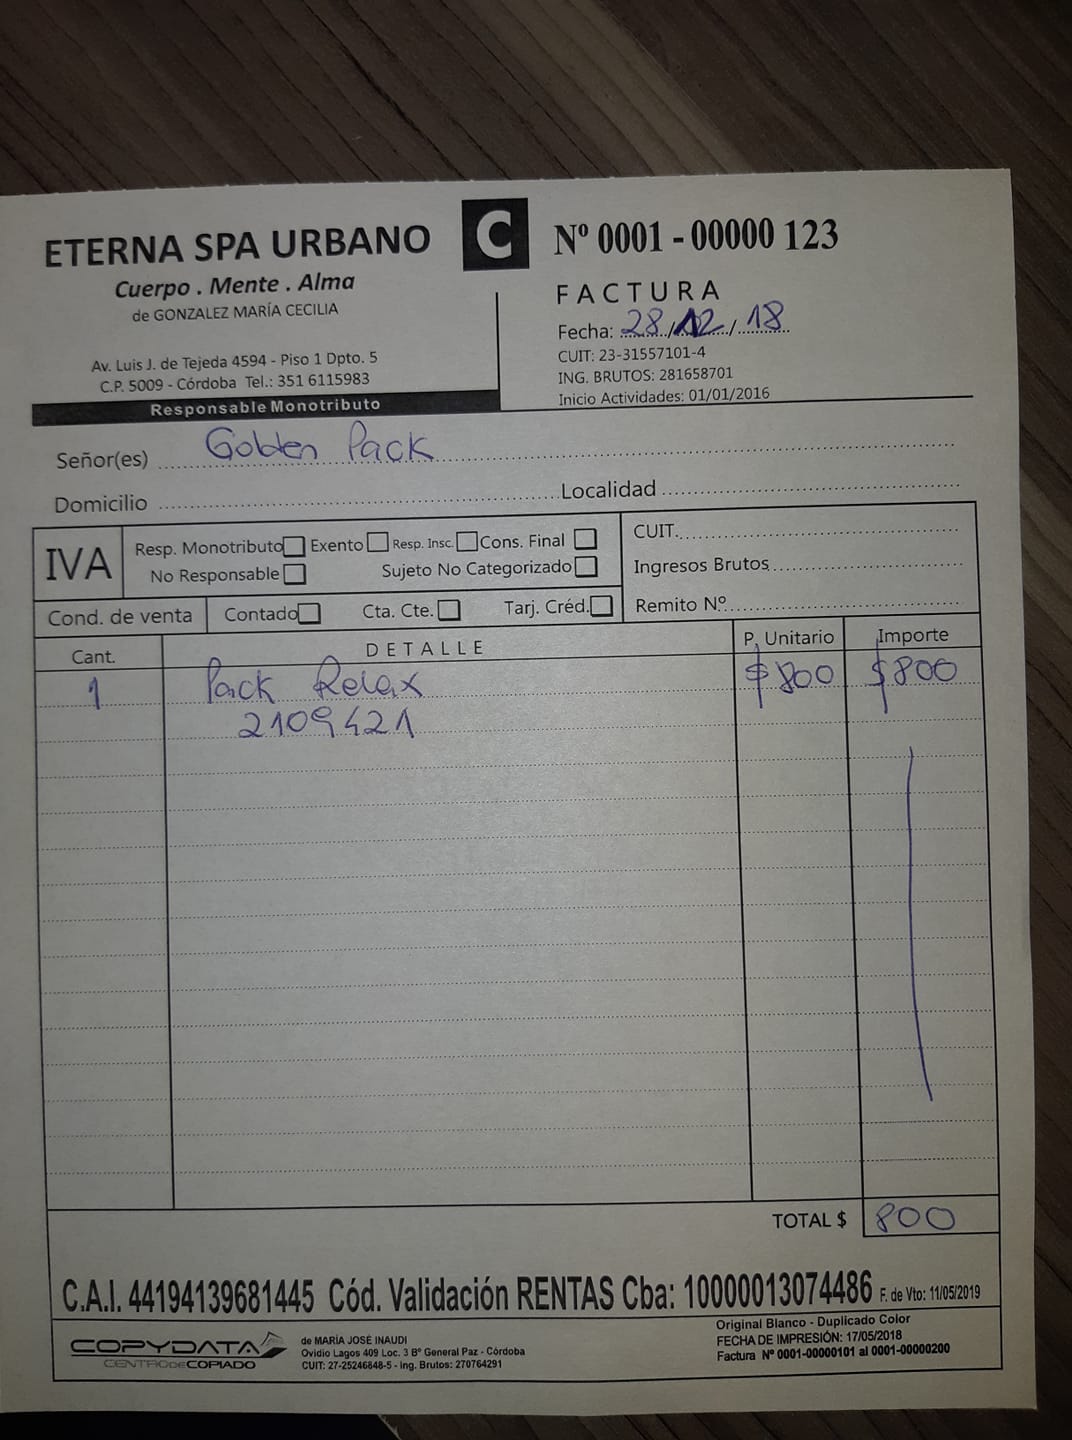 ETERNA SPA URBANO
Cuerpo . Mente . Alma
de GONZALEZ MARÍA CECILIA
Av. Luis J. de Tejeda 4594 - Piso 1 Dpto. 5
C.P. 5009 - Córdoba Tel.: 351 6115983
Responsable Monotributo
C
Nº 0001 - 00000 123
FACTURA
Fecha: 28/12/18
CUIT: 23-31557101-4
ING. BRUTOS: 281658701
Inicio Actividades: 01/01/2016
Señor(es) Golden Pack
Domicilio Localidad
IVA Resp. Monotributo Exento Resp. Insc. Cons. Final
No Responsable Sujeto No Categorizado
CUIT.
Ingresos Brutos
Remito Nº
Cond. de venta Contado Cta. Cte. Tarj. Créd.
Cant. DETALLE P. Unitario Importe
1 Pack Relax $800 $800
2109421
TOTAL $ 800
C.A.I. 44194139681445 Cód. Validación RENTAS Cba: 10000013074486 F. de Vto: 11/05/2019
COPYDATA
CENTRO DE COPIADO
de MARÍA JOSÉ INAUDI
Ovidio Lagos 409 Loc. 3 Bº General Paz - Córdoba
CUIT: 27-25246848-5 - Ing. Brutos: 270764291
Original Blanco - Duplicado Color
FECHA DE IMPRESIÓN: 17/05/2018
Factura Nº 0001-00000101 al 0001-00000200